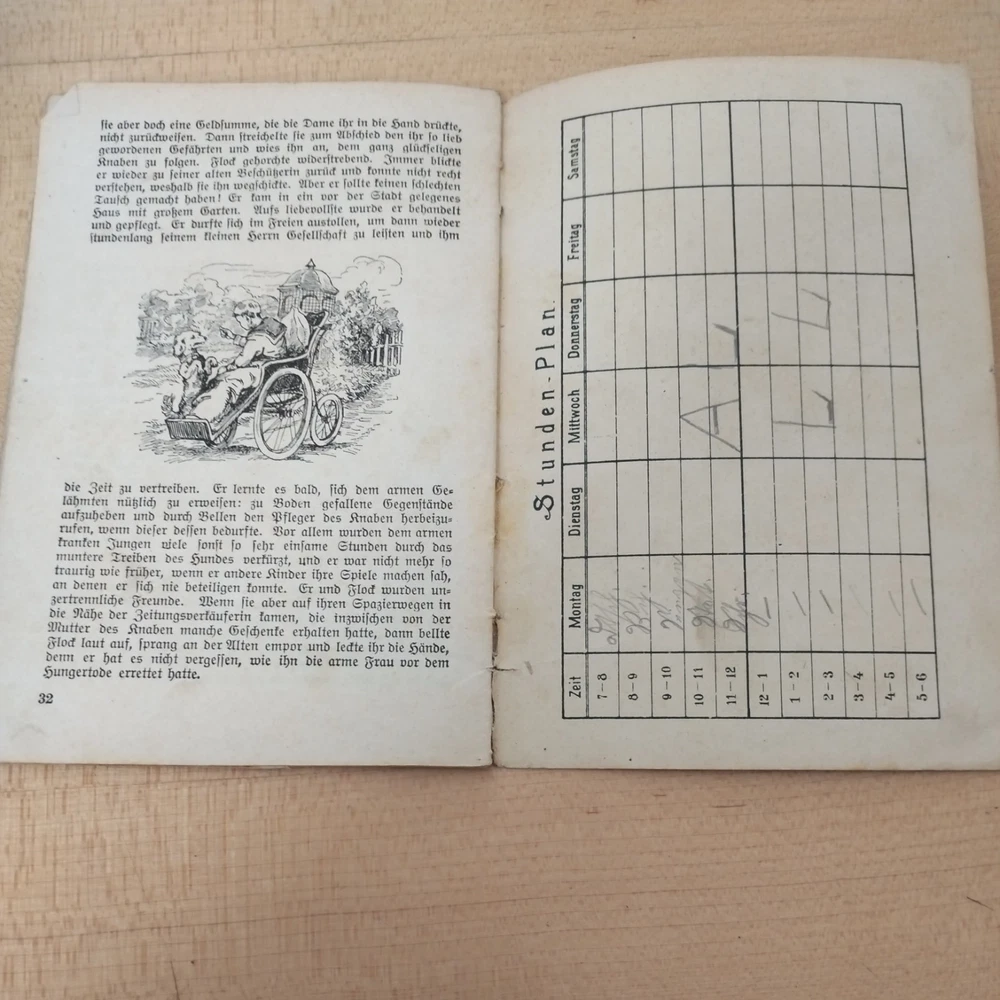 sie aber doch eine Geldsumme, die die Dame ihr in die Hand drückte,
nicht zurückweisen. Dann streichelte sie zum Abschied den ihr so lieb
gewordenen Gefährten und wies ihn an, dem ganz glückseligen
Knaben zu folgen. Flock gehorchte widerstrebend. Immer blickte
er wieder zu seiner alten Beschützerin zurück und konnte nicht recht
verstehen, weshalb sie ihn wegschickte. Aber er sollte keinen schlechten
Tausch gemacht haben! Er kam in ein vor der Stadt gelegenes
Haus mit großem Garten. Aufs liebevollste wurde er behandelt
und gepflegt. Er durfte sich im Freien austollen, um dann wieder
stundenlang seinem kleinen Herrn Gesellschaft zu leisten und ihm
die Zeit zu vertreiben. Er lernte es bald, sich dem armen Ge-
lähmten nützlich zu erweisen: zu Boden gefallene Gegenstände
aufzuheben und durch Bellen den Pfleger des Knaben herbeizu-
rufen, wenn dieser dessen bedurfte. Vor allem wurden dem armen
kranken Jungen viele sonst so sehr einsame Stunden durch das
muntere Treiben des Hundes verkürzt, und er war nicht mehr so
traurig wie früher, wenn er andere Kinder ihre Spiele machen sah,
an denen er sich nie beteiligen konnte. Er und Flock wurden un-
zertrennliche Freunde. Wenn sie aber auf ihren Spazierwegen in
die Nähe der Zeitungsverkäuferin kamen, die inzwischen von der
Mutter des Knaben manche Geschenke erhalten hatte, dann bellte
Flock laut auf, sprang an der Alten empor und leckte ihr die Hände,
denn er hat es nicht vergessen, wie ihn die arme Frau vor dem
Hungertode errettet hatte.
32
Stunden-Plan.
Zeit Montag Dienstag Mittwoch Donnerstag Freitag Samstag
7-8
8-9
9-10
10-11
11-12
12-1
1-2
2-3
3-4
4-5
5-6